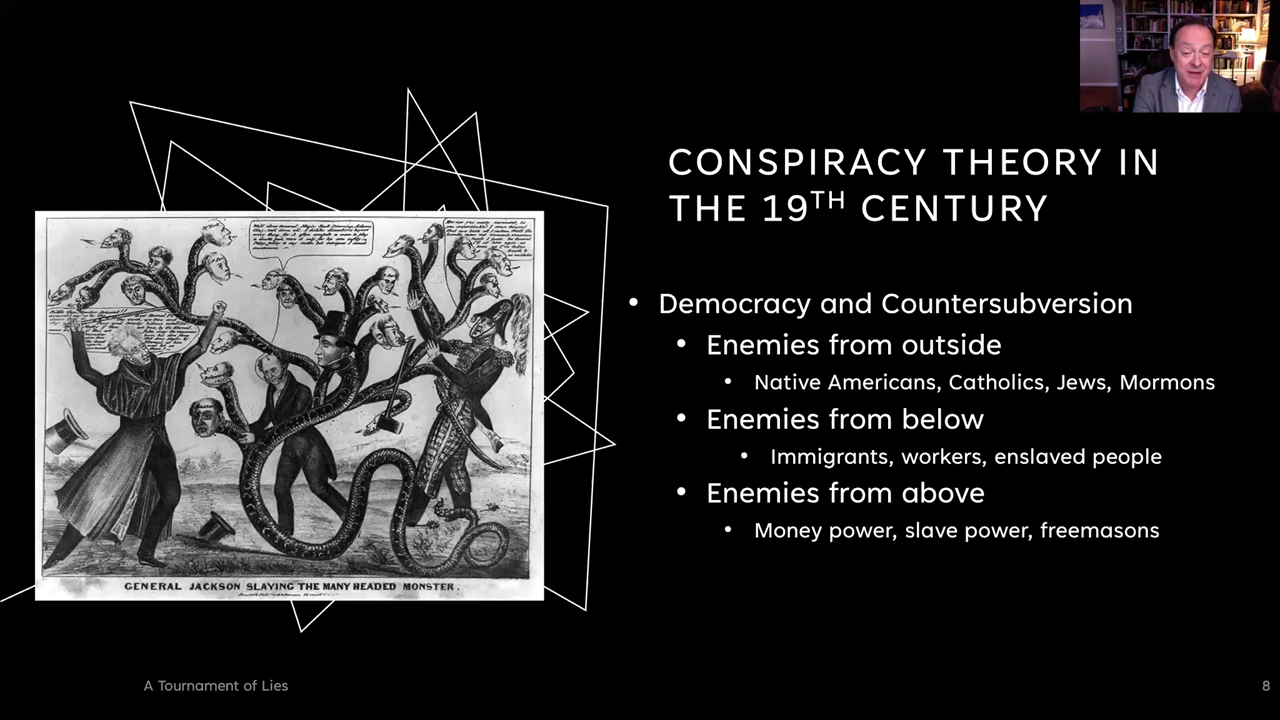 CONSPIRACY THEORY IN
THE 19TH CENTURY
• Democracy and Countersubversion
• Enemies from outside
• Native Americans, Catholics, Jews, Mormons
• Enemies from below
• Immigrants, workers, enslaved people
• Enemies from above
• Money power, slave power, freemasons
GENERAL JACKSON SLAYING THE MANY HEADED MONSTER.
A Tournament of Lies
8